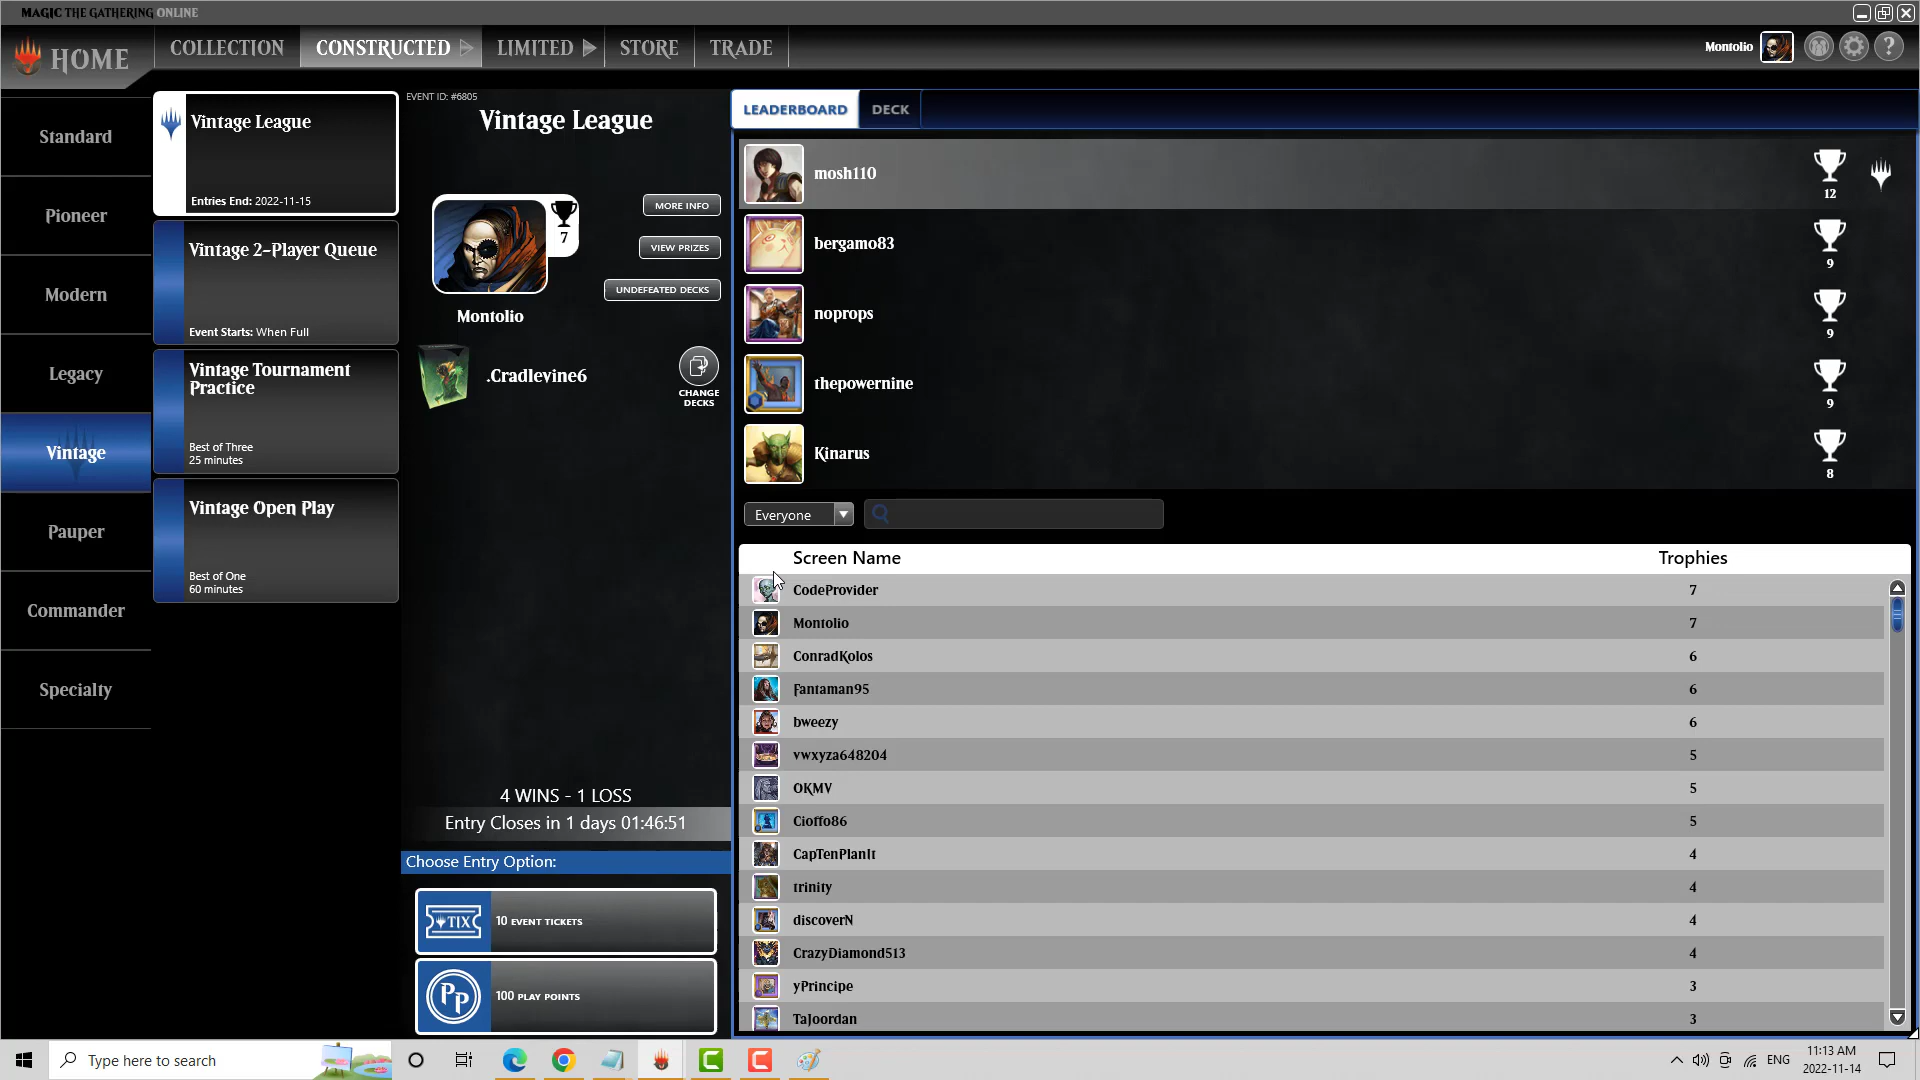 MAGIC THE GATHERING ONLINE
HOME
COLLECTION
CONSTRUCTED
LIMITED
STORE
TRADE
Montolio
?
Standard
Pioneer
Modern
Legacy
Vintage
Pauper
Commander
Specialty
Vintage League
Entries End: 2022-11-15
Vintage 2-Player Queue
Event Starts: When Full
Vintage Tournament
Practice
Best of Three
25 minutes
Vintage Open Play
Best of One
60 minutes
EVENT ID: #6805
Vintage League
7
MORE INFO
VIEW PRIZES
UNDEFEATED DECKS
Montolio
.Cradlevine6
CHANGE
DECKS
4 WINS - 1 LOSS
Entry Closes in 1 days 01:46:51
Choose Entry Option:
TIX
10 EVENT TICKETS
PP
100 PLAY POINTS
LEADERBOARD
DECK
mosh110
12
bergamo83
9
noprops
9
thepowernine
9
Kinarus
8
Everyone
Screen Name Trophies
CodeProvider 7
Montolio 7
ConradKolos 6
Fantaman95 6
bweezy 6
vwxyza648204 5
OKMV 5
Cioffo86 5
CapTenPlanIt 4
trinity 4
discoverN 4
CrazyDiamond513 4
yPrincipe 3
TaJoordan 3
Type here to search
ENG
11:13 AM
2022-11-14